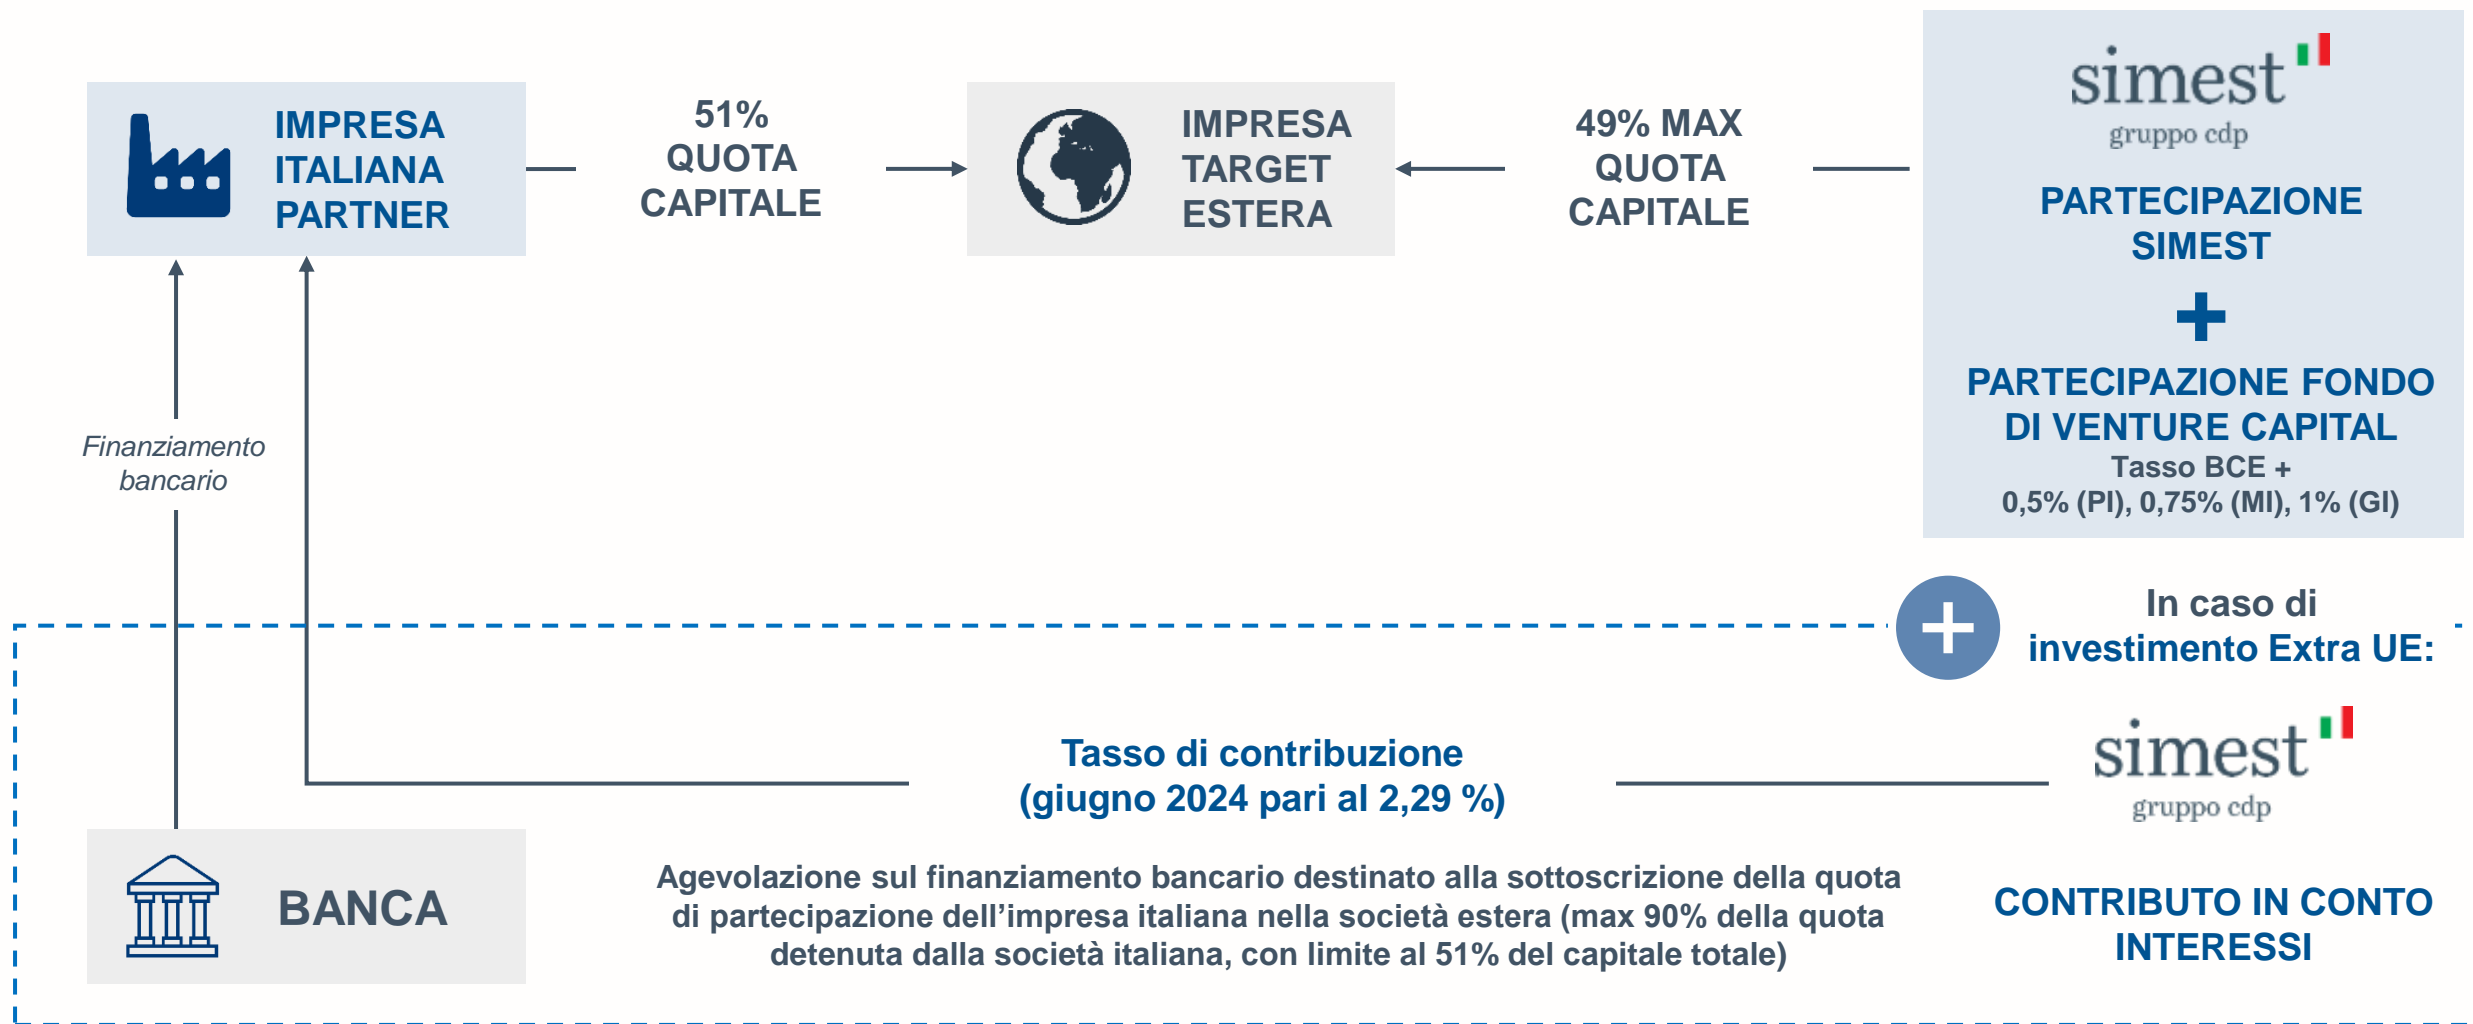 IMPRESA
ITALIANA
PARTNER
51%
QUOTA
CAPITALE
IMPRESA
TARGET
ESTERA
49% MAX
QUOTA
CAPITALE
simest
gruppo cdp
PARTECIPAZIONE
SIMEST
+
PARTECIPAZIONE FONDO
DI VENTURE CAPITAL
Tasso BCE +
0,5% (PI), 0,75% (MI), 1% (GI)
Finanziamento
bancario
+
In caso di
investimento Extra UE:
Tasso di contribuzione
(giugno 2024 pari al 2,29 %)
simest
gruppo cdp
BANCA
Agevolazione sul finanziamento bancario destinato alla sottoscrizione della quota
di partecipazione dell’impresa italiana nella società estera (max 90% della quota
detenuta dalla società italiana, con limite al 51% del capitale totale)
CONTRIBUTO IN CONTO
INTERESSI